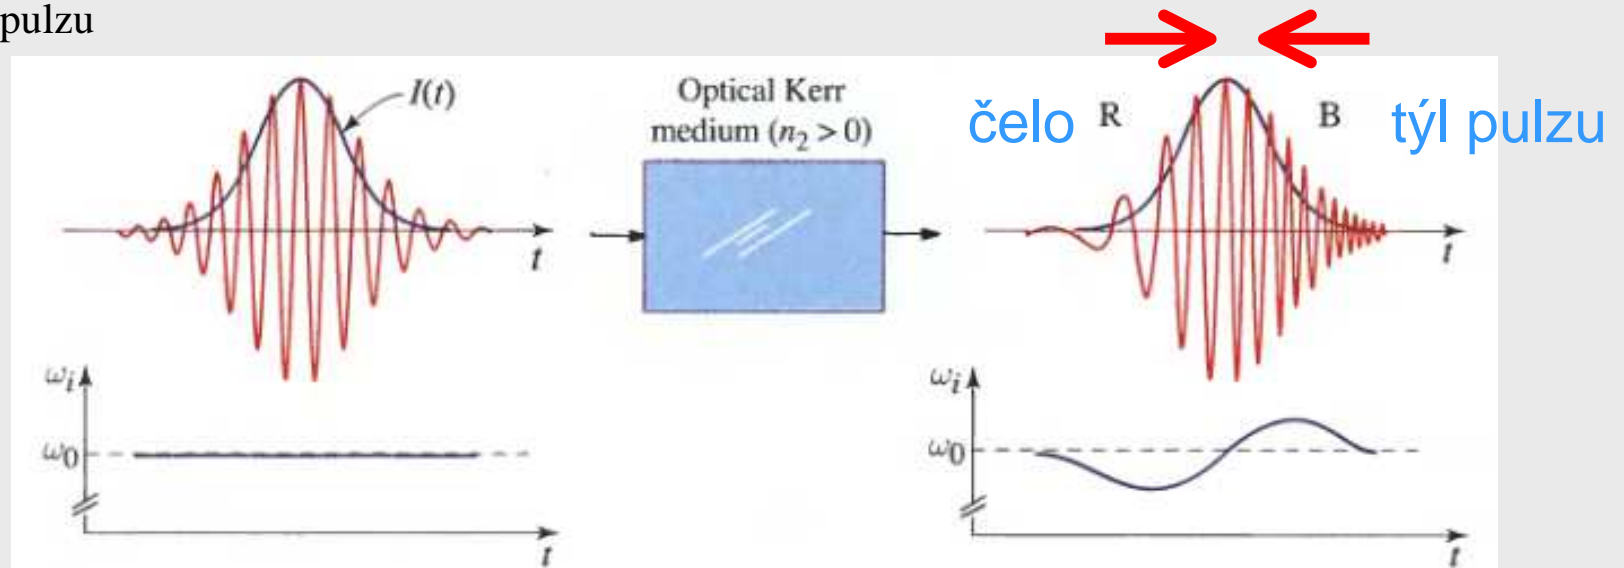 pulzu
I(t)
t
ωi
ω0
t
Optical Kerr
medium (n2 > 0)
čelo R B týl pulzu
t
ωi
ω0
t